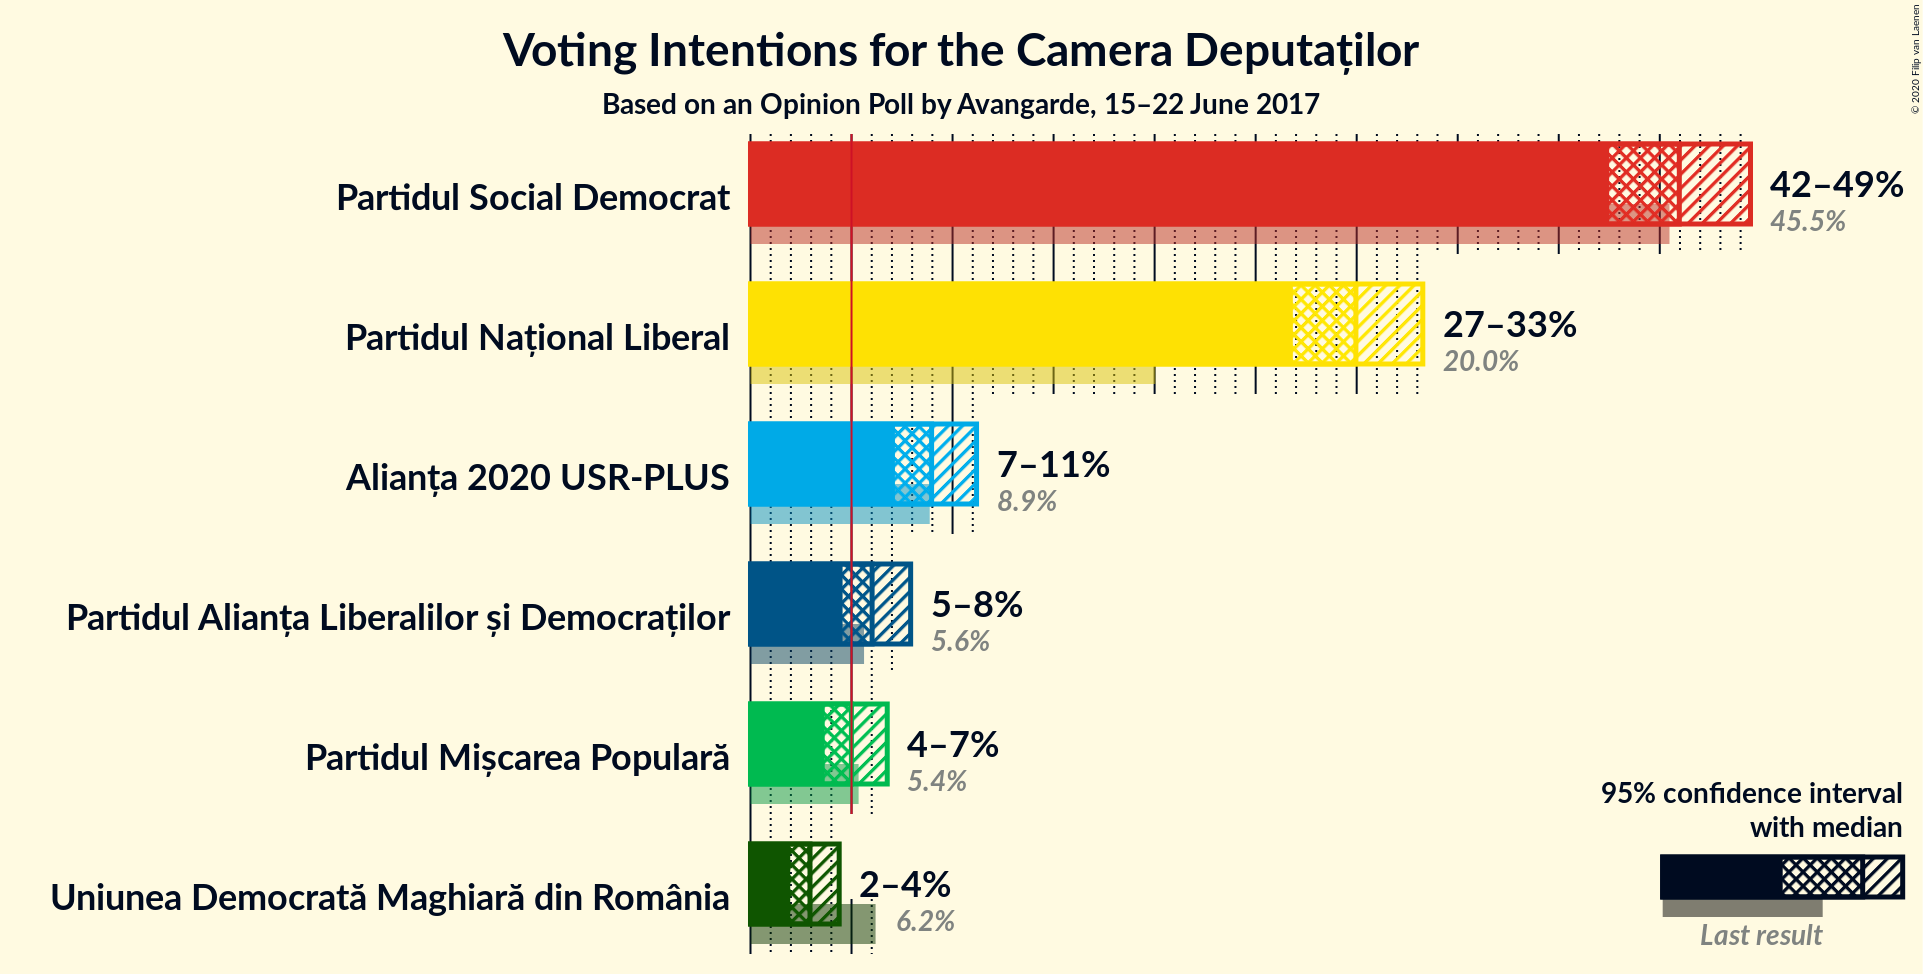 Voting Intentions for the Camera Deputaților
Based on an Opinion Poll by Avangarde, 15–22 June 2017
© 2020 Filip van Laenen
Partidul Social Democrat
42–49%
45.5%
Partidul Național Liberal
27–33%
20.0%
Alianța 2020 USR-PLUS
7–11%
8.9%
Partidul Alianța Liberalilor și Democraților
5–8%
5.6%
Partidul Mișcarea Populară
4–7%
5.4%
Uniunea Democrată Maghiară din România
2–4%
6.2%
95% confidence interval
with median
Last result